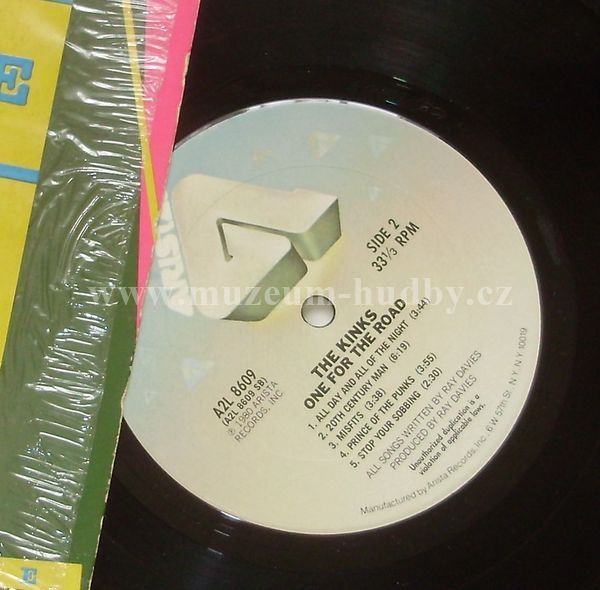 E
ARISTA
SIDE 2
33⅓ RPM
www.muzeum-hudby.cz
THE KINKS
ONE FOR THE ROAD
A2L 8609
(A2L 8609 SB)
℗ 1980 ARISTA
RECORDS, INC.
1. ALL DAY AND ALL OF THE NIGHT (3:44)
2. 20TH CENTURY MAN (6:19)
3. MISFITS (3:38)
4. PRINCE OF THE PUNKS (3:55)
5. STOP YOUR SOBBING (2:30)
ALL SONGS WRITTEN BY RAY DAVIES
PRODUCED BY RAY DAVIES
Unauthorized duplication is a
violation of applicable laws.
Manufactured by Arista Records, Inc., 6 W 57th St., N.Y., N.Y. 10019
E